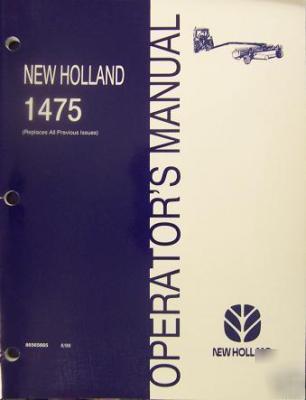 NEW HOLLAND
1475
(Replaces All Previous Issues)
OPERATOR'S MANUAL
NEW HOLLAND